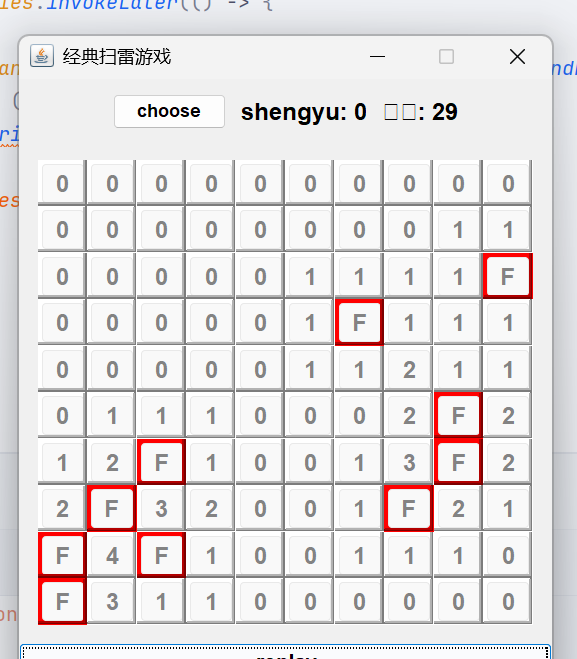 les.invokeLater(() -> {
经典扫雷游戏
choose shengyu: 0 □□: 29
0 0 0 0 0 0 0 0 0 0
0 0 0 0 0 0 0 0 1 1
0 0 0 0 0 1 1 1 1 F
0 0 0 0 0 1 F 1 1 1
0 0 0 0 0 1 1 2 1 1
0 1 1 1 0 0 0 2 F 2
1 2 F 1 0 0 1 3 F 2
2 F 3 2 0 0 1 F 2 1
F 4 F 1 0 0 1 1 1 0
F 3 1 1 0 0 0 0 0 0